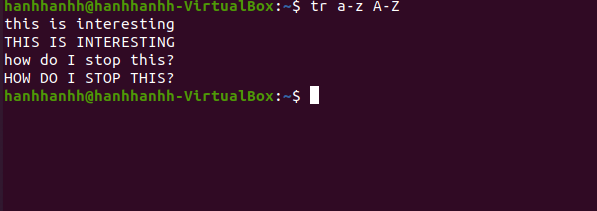 hanhhanhh@hanhhanhh-VirtualBox:~$ tr a-z A-Z
this is interesting
THIS IS INTERESTING
how do I stop this?
HOW DO I STOP THIS?
hanhhanhh@hanhhanhh-VirtualBox:~$